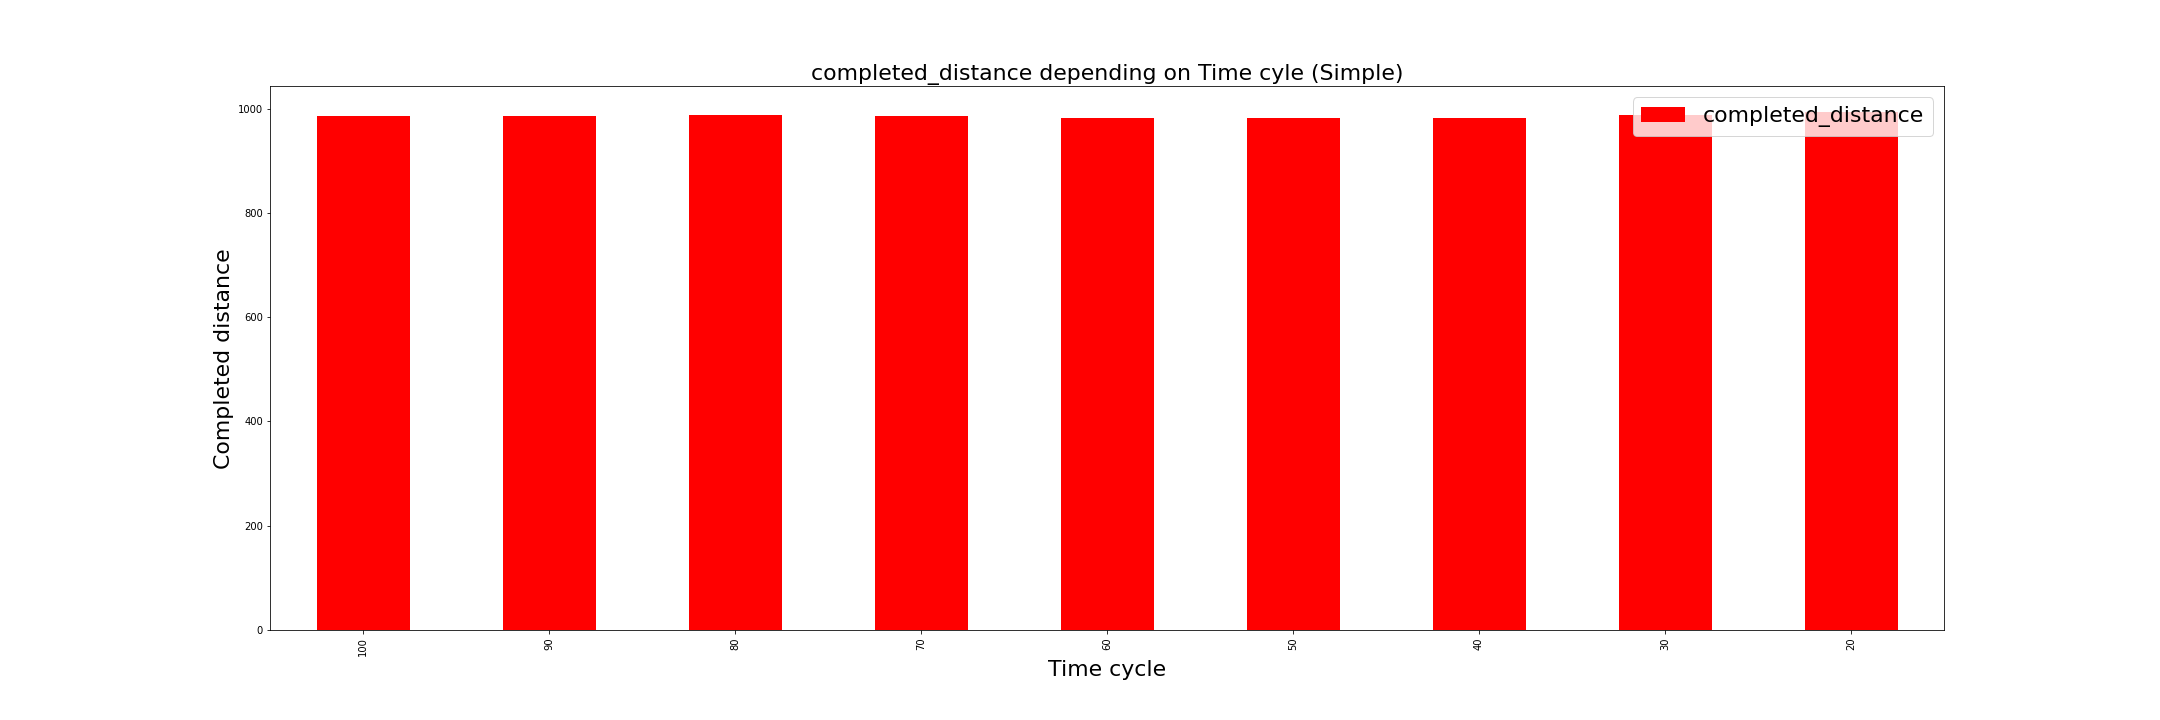 completed_distance depending on Time cyle (Simple)
completed_distance
Completed distance
1000
800
600
400
200
0
100 90 80 70 60 50 40 30 20
Time cycle